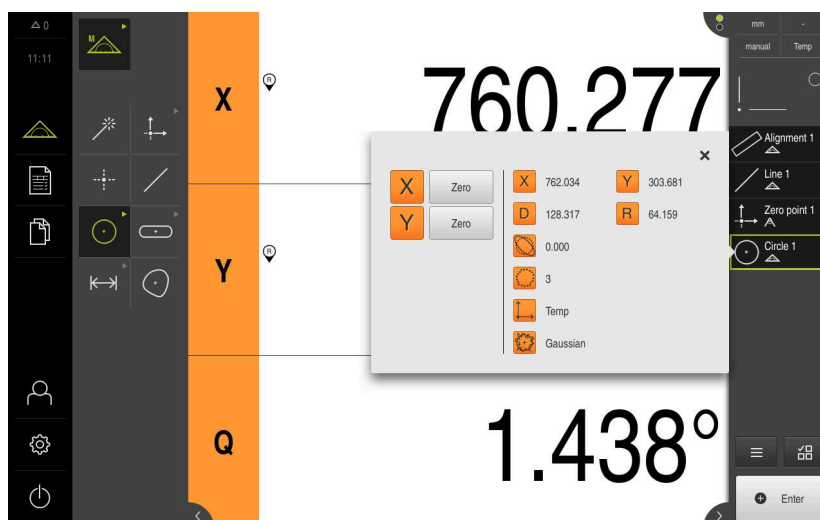 0
11:11
M
X
R
760.277
mm
-
manual
Temp
Alignment 1
Line 1
Zero point 1
Circle 1
X Zero
Y Zero
X 762.034 Y 303.681
D 128.317 R 64.159
0.000
3
Temp
Gaussian
Y
R
Q
1.438°
Enter